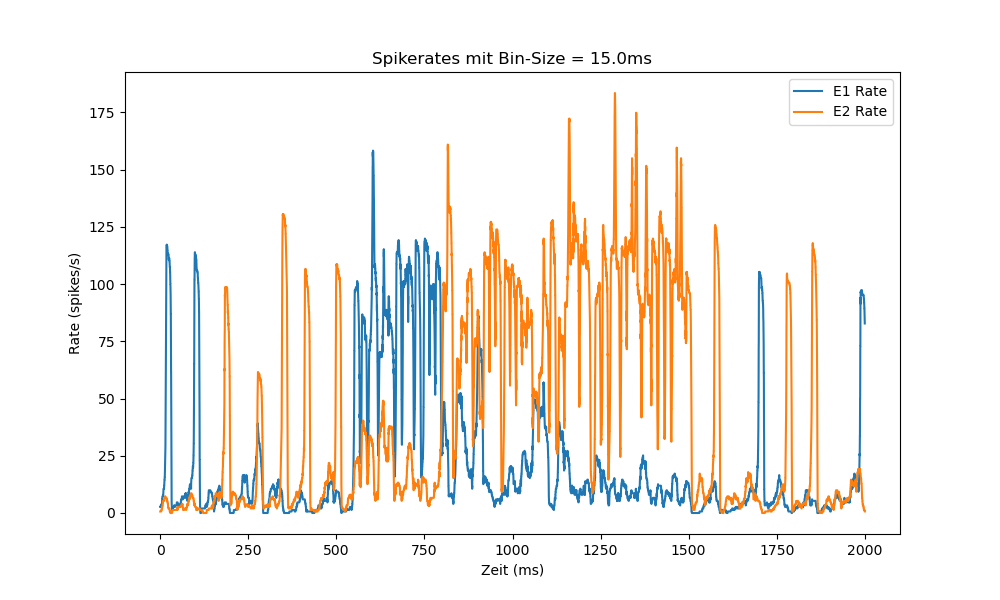 Spikerates mit Bin-Size = 15.0ms
E1 Rate
E2 Rate
Rate (spikes/s)
175
150
125
100
75
50
25
0
0 250 500 750 1000 1250 1500 1750 2000
Zeit (ms)